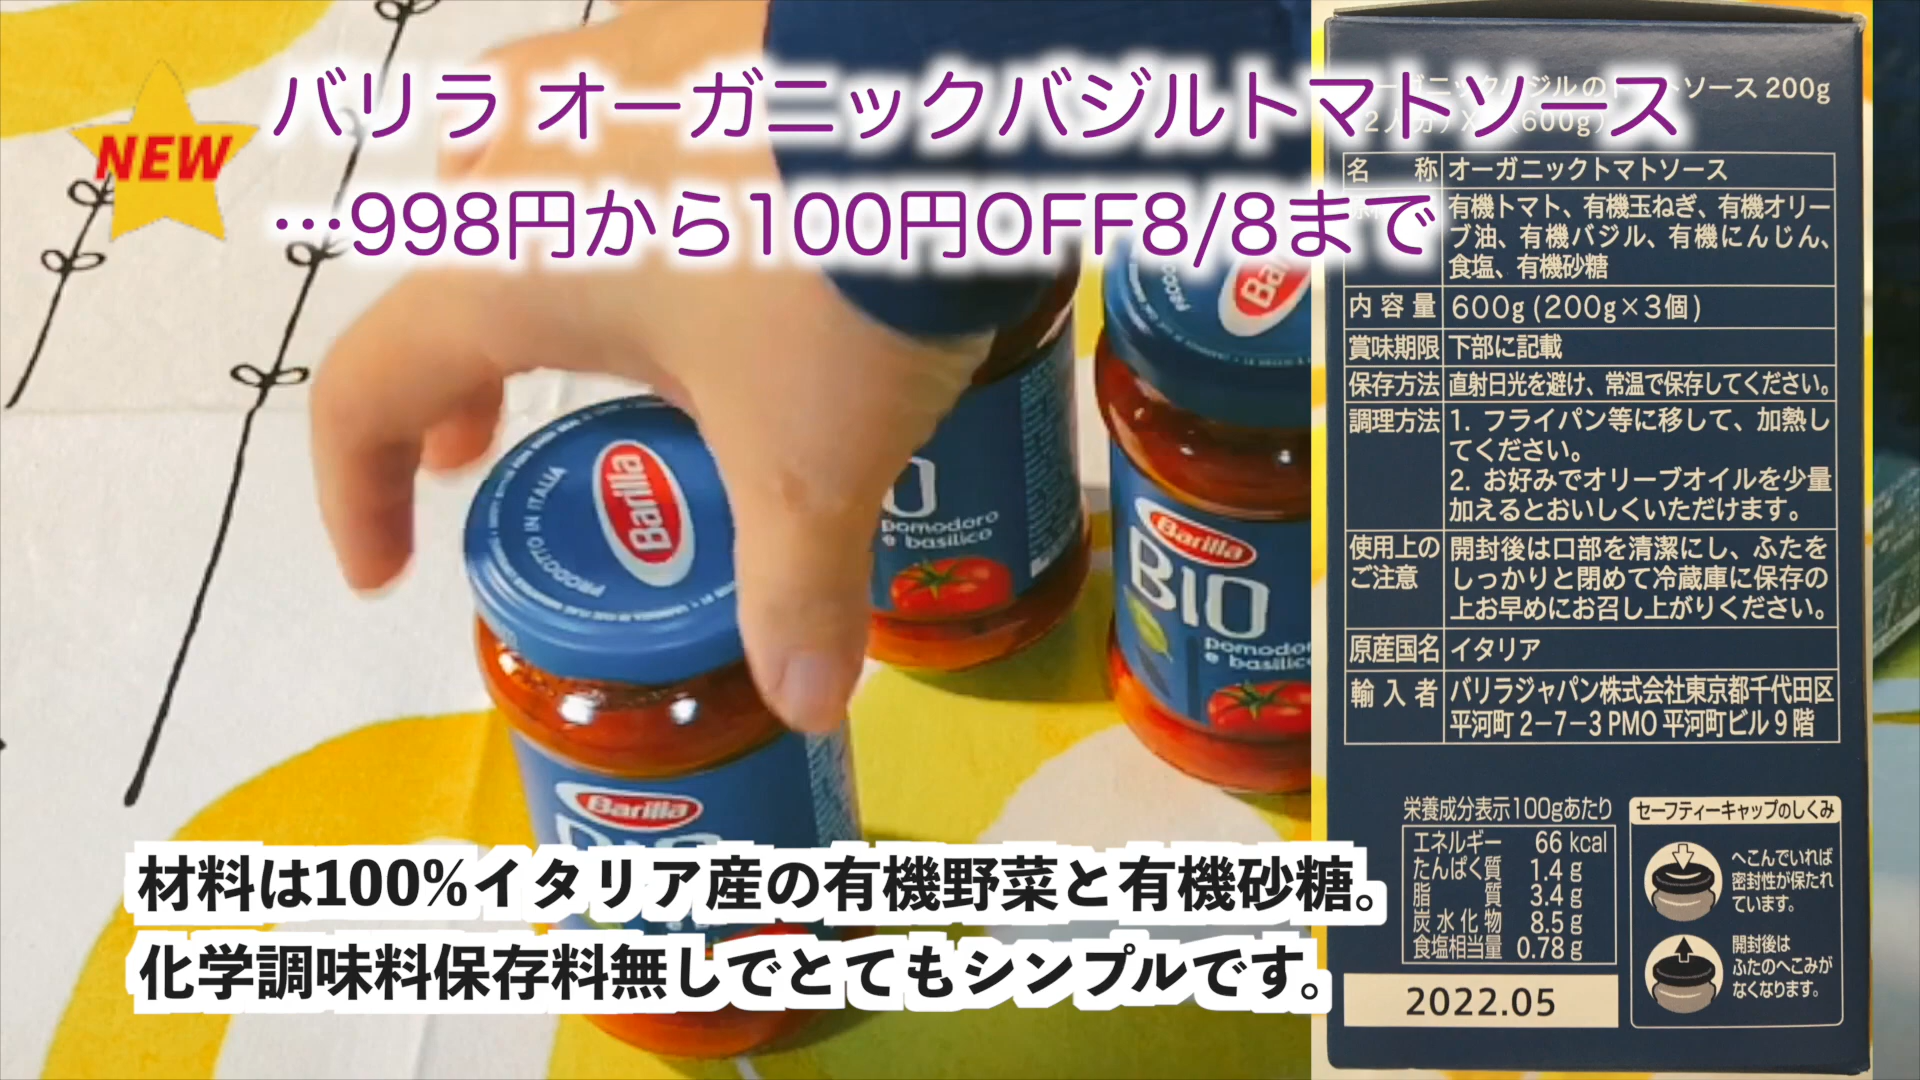 NEW
バリラ オーガニックバジルトマトソース
…998円から100円OFF8/8まで
Barilla
PRODOTTO IN ITALIA
pomodoro
e basilico
Barilla
BIO
pomodoro
e basilico
Barilla
材料は100%イタリア産の有機野菜と有機砂糖。
化学調味料保存料無しでとてもシンプルです。
ソース 200g
(600g)
名 称 オーガニックトマトソース
有機トマト、有機玉ねぎ、有機オリー
ブ油、有機バジル、有機にんじん、
食塩、有機砂糖
内容量 600g (200g×3個)
賞味期限 下部に記載
保存方法 直射日光を避け、常温で保存してください。
調理方法 1. フライパン等に移して、加熱し
てください。
2. お好みでオリーブオイルを少量
加えるとおいしくいただけます。
使用上の 開封後は口部を清潔にし、ふたを
ご注意 しっかりと閉めて冷蔵庫に保存の
上お早めにお召し上がりください。
原産国名 イタリア
輸入者 バリラジャパン株式会社東京都千代田区
平河町2-7-3 PMO 平河町ビル9階
栄養成分表示100gあたり
エネルギー 66 kcal
たんぱく質 1.4 g
脂質 3.4 g
炭水化物 8.5 g
食塩相当量 0.78 g
2022.05
セーフティーキャップのしくみ
へこんでいれば
密封性が保たれ
ています。
開封後は
ふたのへこみが
なくなります。